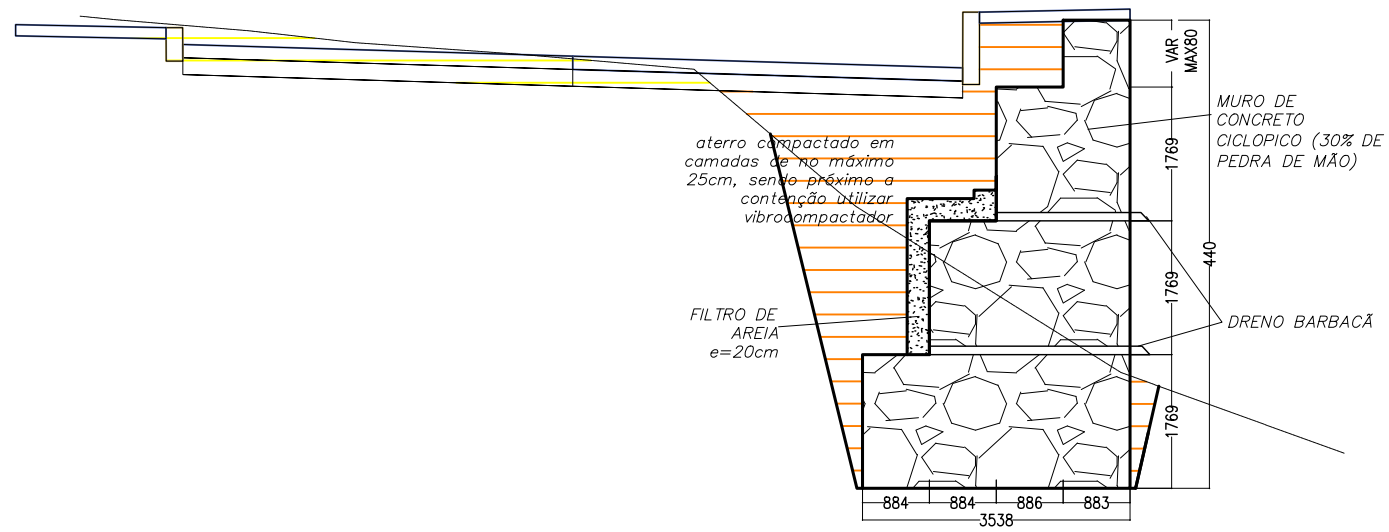 VAR
MAX80
MURO DE
CONCRETO
CICLOPICO (30% DE
PEDRA DE MÃO)
aterro compactado em
camadas de no máximo
25cm, sendo próximo a
contenção utilizar
vibrocompactador
1769
440
1769
FILTRO DE
AREIA
e=20cm
DRENO BARBACÃ
1769
884
884
886
883
3538